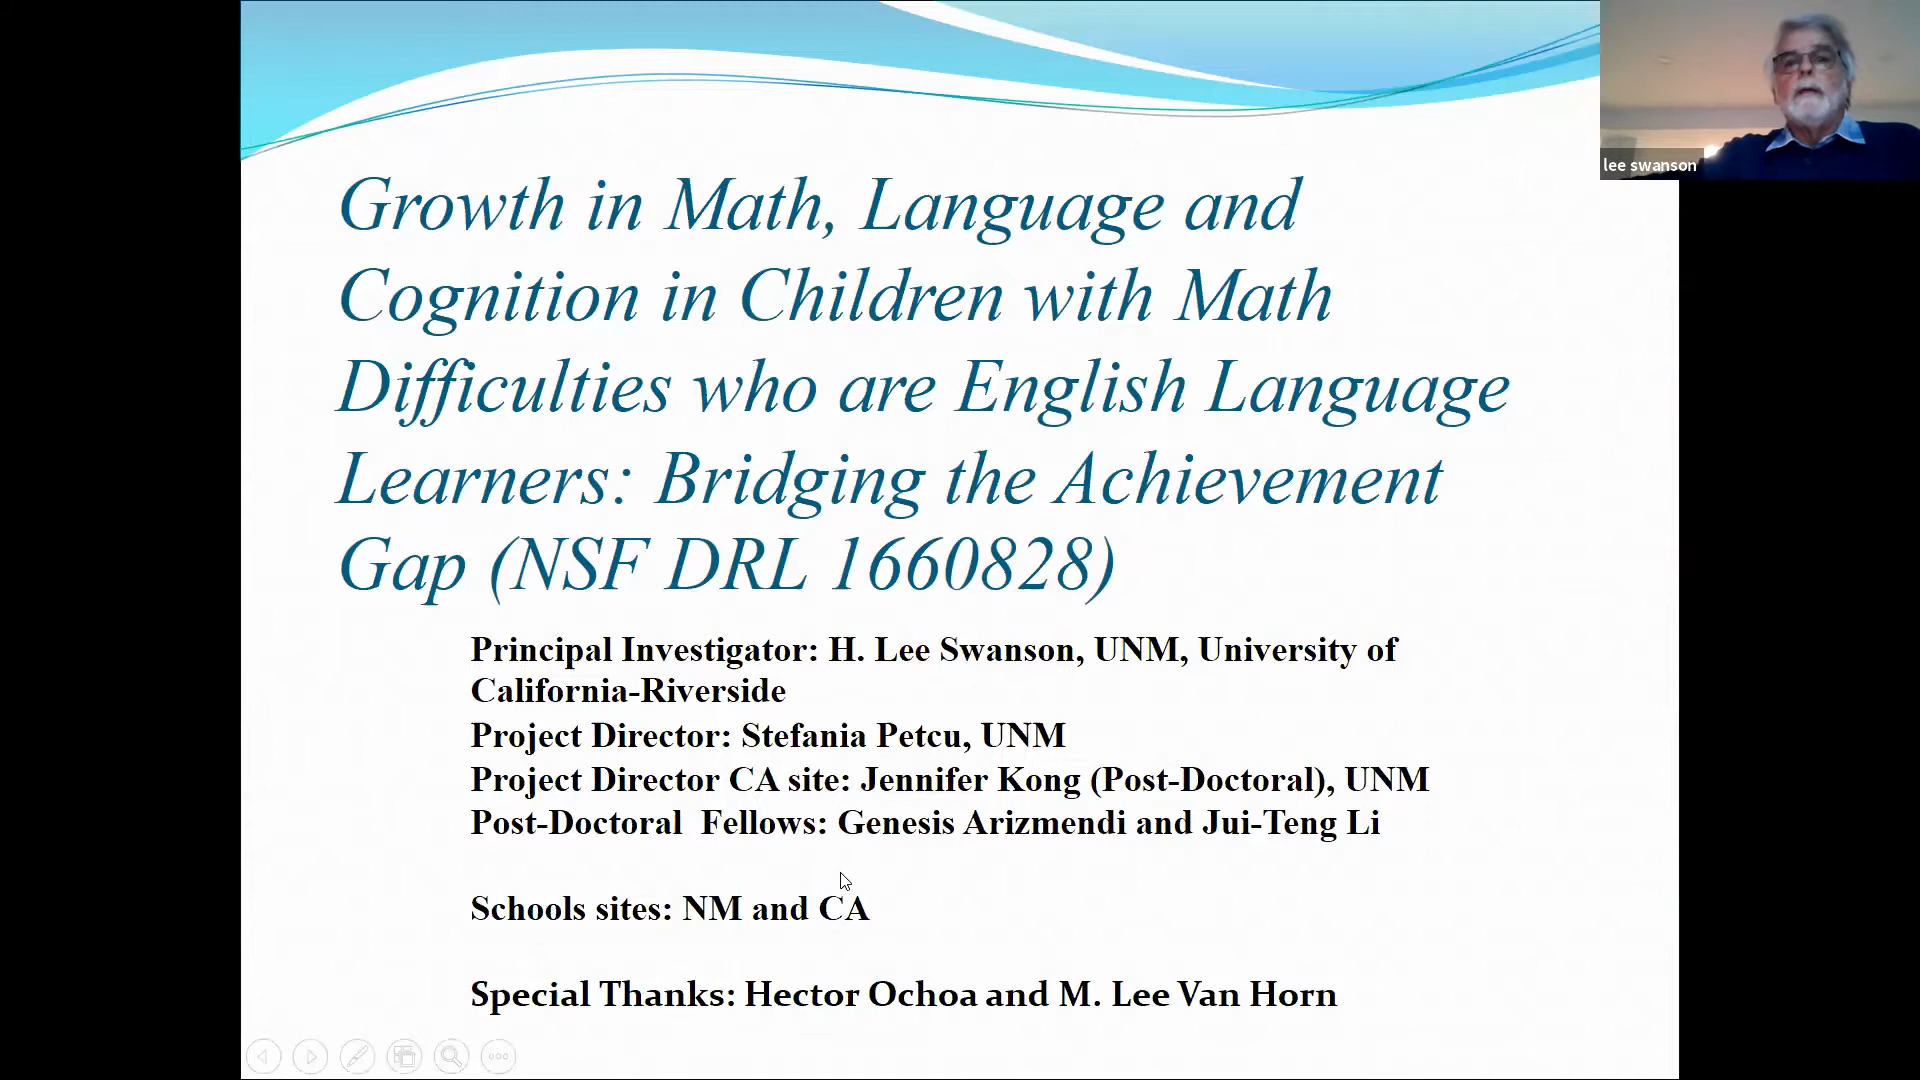 Growth in Math, Language and
Cognition in Children with Math
Difficulties who are English Language
Learners: Bridging the Achievement
Gap (NSF DRL 1660828)
Principal Investigator: H. Lee Swanson, UNM, University of
California-Riverside
Project Director: Stefania Petcu, UNM
Project Director CA site: Jennifer Kong (Post-Doctoral), UNM
Post-Doctoral  Fellows: Genesis Arizmendi and Jui-Teng Li
Schools sites: NM and CA
Special Thanks: Hector Ochoa and M. Lee Van Horn
lee swanson